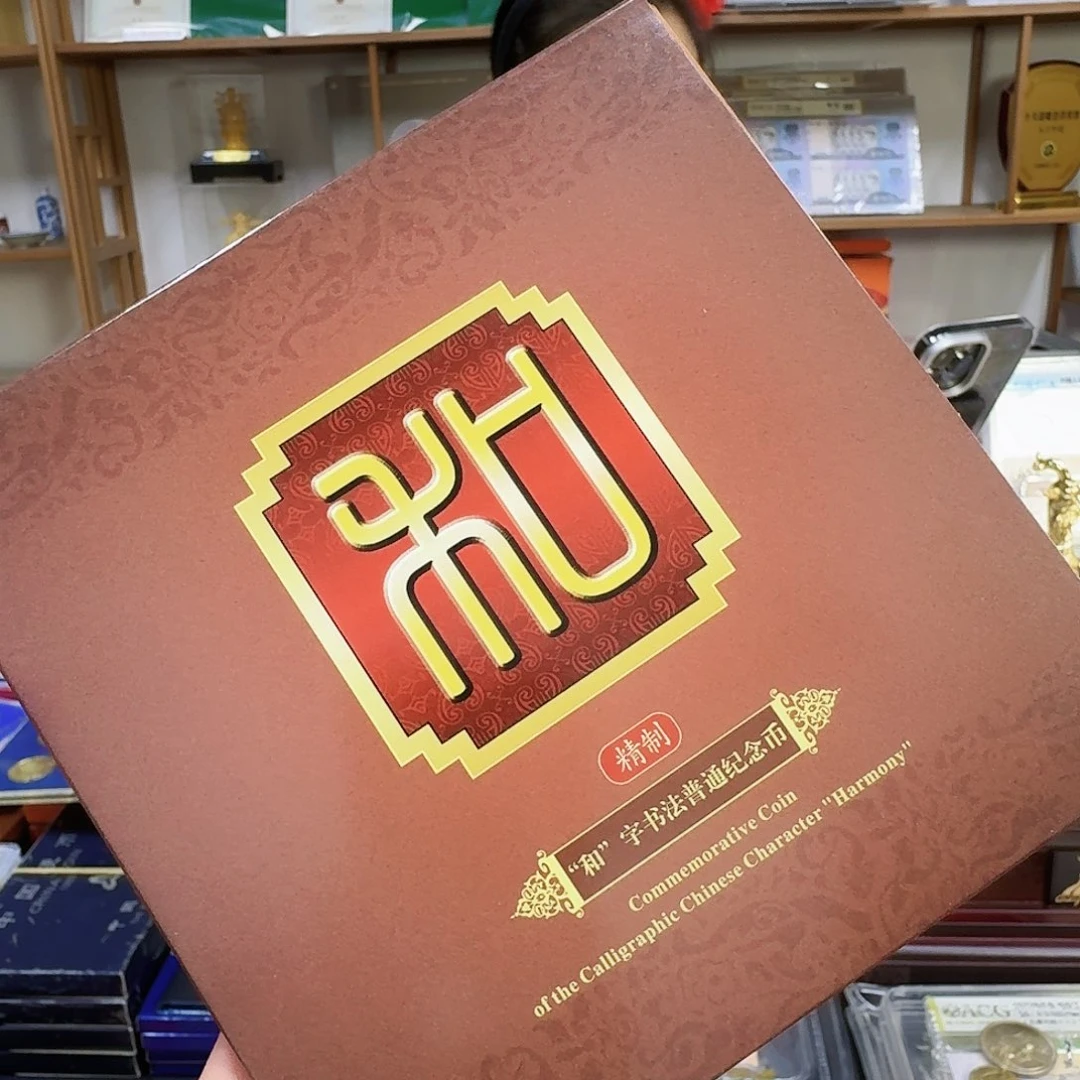 和
精制
“和”字书法普通纪念币
Commemorative Coin
of the Calligraphic Chinese Character "Harmony"